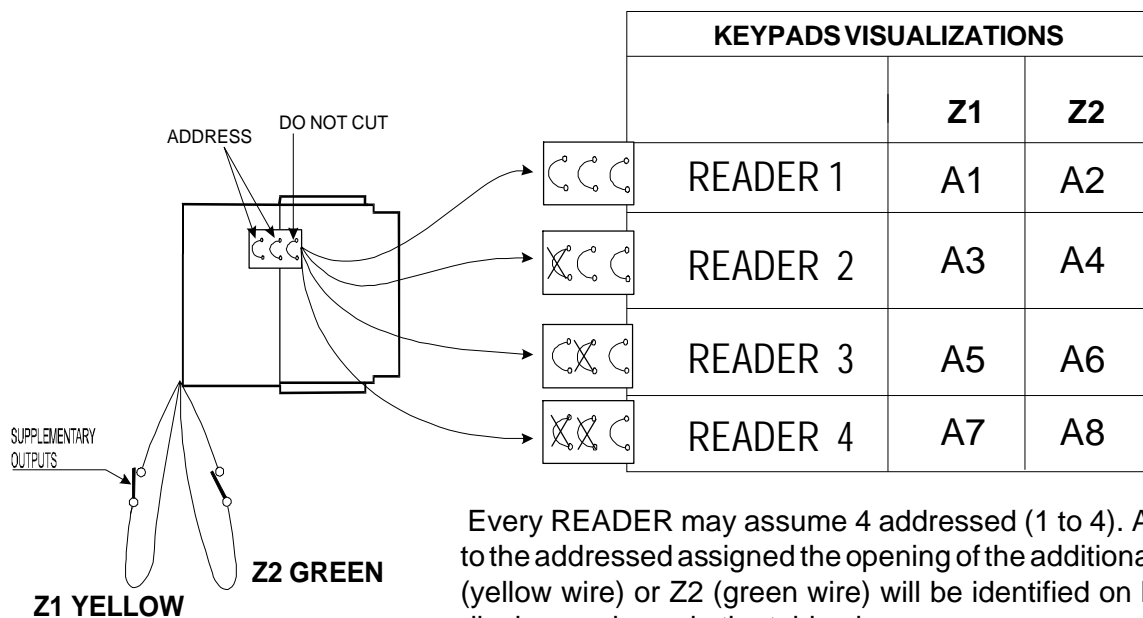 KEYPADS VISUALIZATIONS
Z1 Z2
READER 1 A1 A2
READER 2 A3 A4
READER 3 A5 A6
READER 4 A7 A8
ADDRESS
DO NOT CUT
SUPPLEMENTARY
OUTPUTS
Z2 GREEN
Z1 YELLOW
Every READER may assume 4 addressed (1 to 4). A
to the addressed assigned the opening of the additiona
(yellow wire) or Z2 (green wire) will be identified on